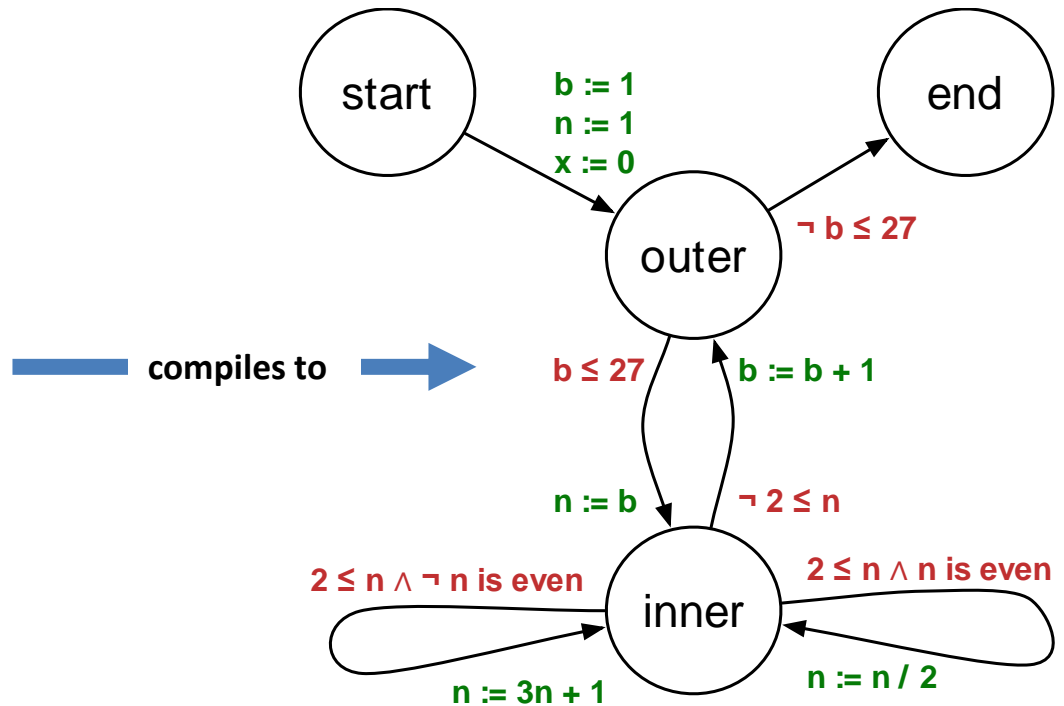 start
b := 1
n := 1
x := 0
end
outer
¬ b ≤ 27
compiles to
b ≤ 27
b := b + 1
n := b
¬ 2 ≤ n
2 ≤ n ∧ ¬ n is even
2 ≤ n ∧ n is even
inner
n := 3n + 1
n := n / 2